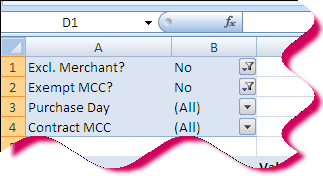 D1 fx
A B
1 Excl. Merchant? No
2 Exempt MCC? No
3 Purchase Day (All)
4 Contract MCC (All)